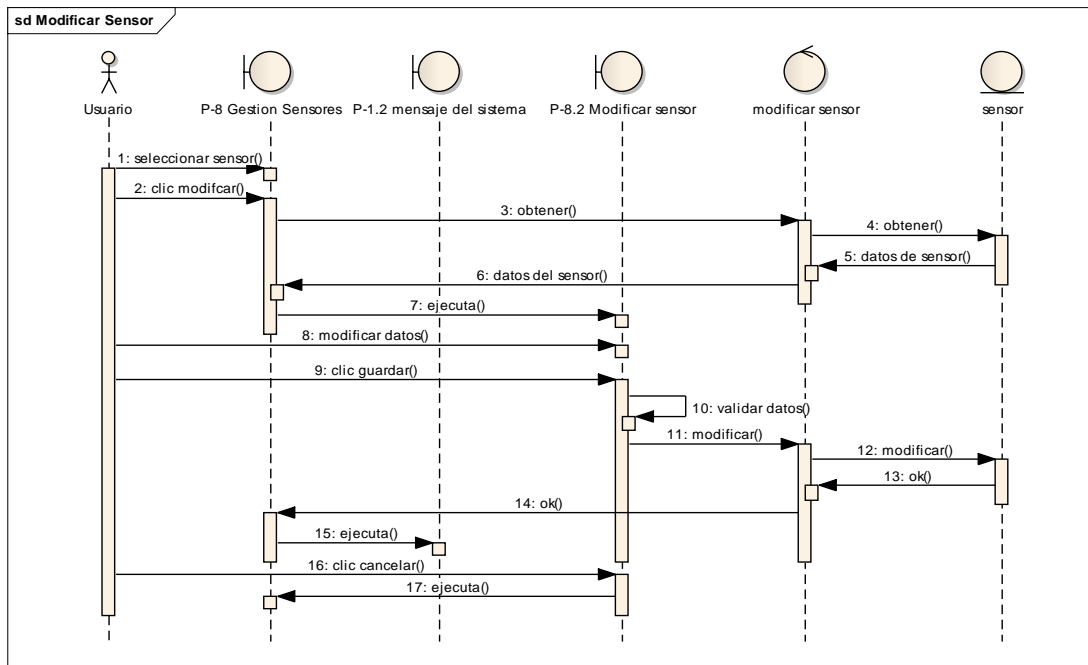 sd Modificar Sensor
Usuario
P-8 Gestion Sensores
P-1.2 mensaje del sistema
P-8.2 Modificar sensor
modificar sensor
sensor
1: seleccionar sensor()
2: clic modifcar()
3: obtener()
4: obtener()
5: datos de sensor()
6: datos del sensor()
7: ejecuta()
8: modificar datos()
9: clic guardar()
10: validar datos()
11: modificar()
12: modificar()
13: ok()
14: ok()
15: ejecuta()
16: clic cancelar()
17: ejecuta()